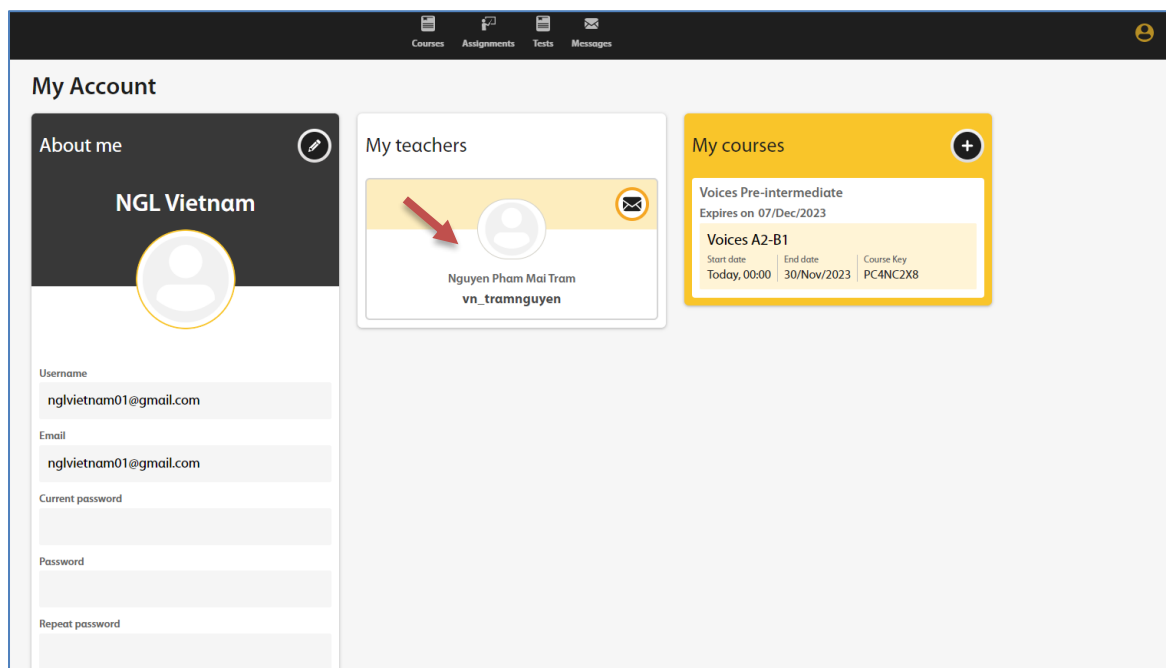 Courses Assignments Tests Messages
My Account
About me
NGL Vietnam
Username
nglvietnam01@gmail.com
Email
nglvietnam01@gmail.com
Current password
Password
Repeat password
My teachers
Nguyen Pham Mai Tram
vn_tramnguyen
My courses
Voices Pre-intermediate
Expires on 07/Dec/2023
Voices A2-B1
Start date End date Course Key
Today, 00:00 30/Nov/2023 PC4NC2X8